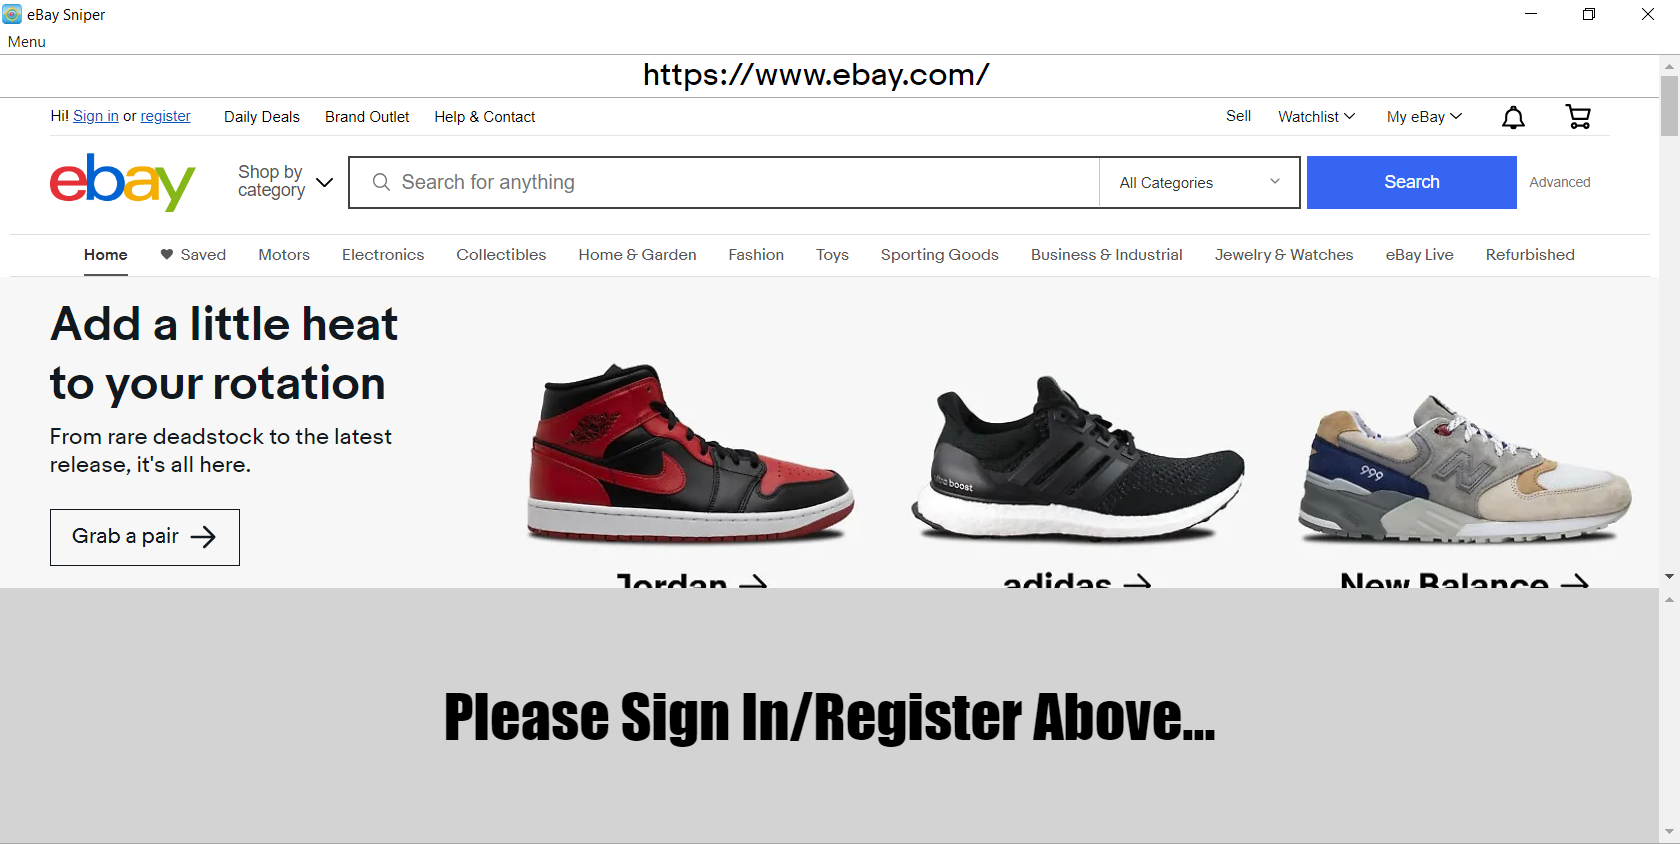 eBay Sniper
Menu
https://www.ebay.com/
Hi! Sign in or register Daily Deals Brand Outlet Help & Contact Sell Watchlist My eBay
ebay
Shop by
category
Search for anything
All Categories
Search
Advanced
Home Saved Motors Electronics Collectibles Home & Garden Fashion Toys Sporting Goods Business & Industrial Jewelry & Watches eBay Live Refurbished
Add a little heat
to your rotation
From rare deadstock to the latest
release, it's all here.
Grab a pair
ultra boost
999
Jordan
adidas
New Balance
Please Sign In/Register Above...